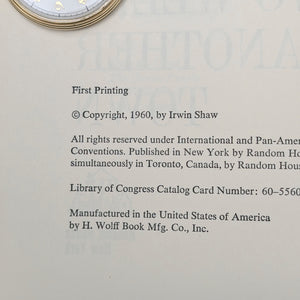 First Printing
© Copyright, 1960, by Irwin Shaw
All rights reserved under International and Pan-Amer
Conventions. Published in New York by Random Ho
simultaneously in Toronto, Canada, by Random Hous
Library of Congress Catalog Card Number: 60–5560
Manufactured in the United States of America
by H. Wolff Book Mfg. Co., Inc.